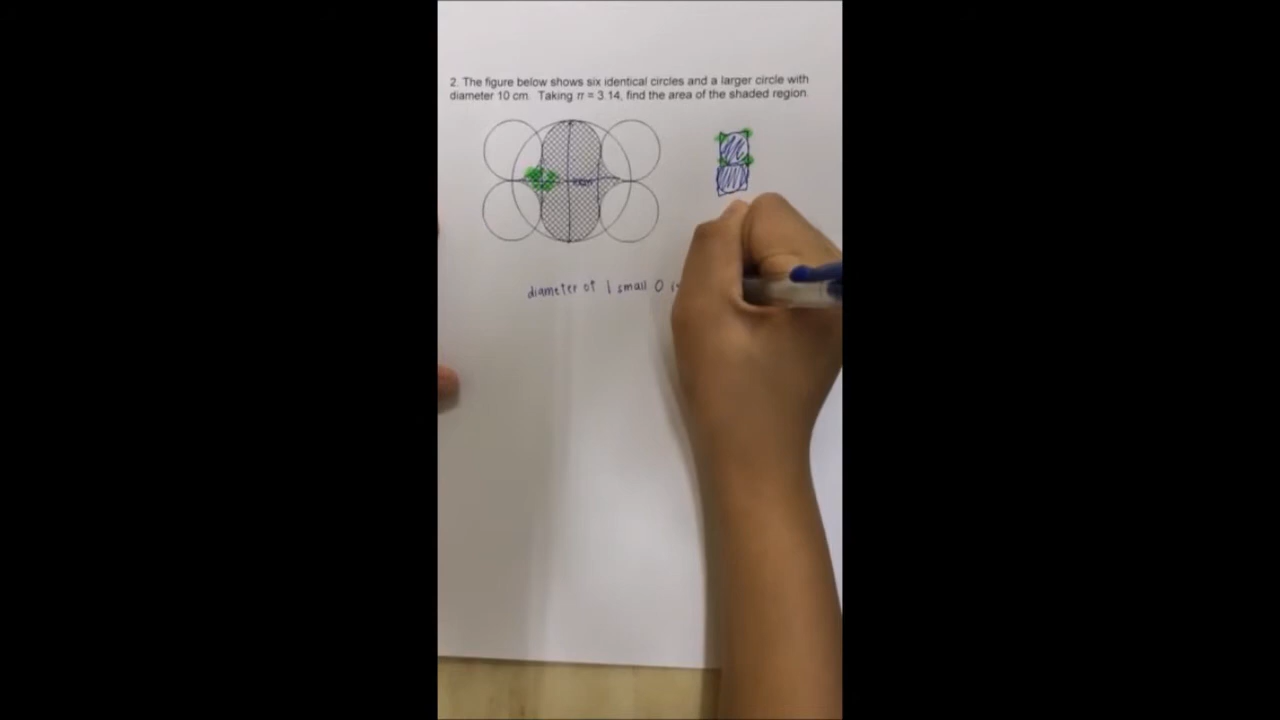 2. The figure below shows six identical circles and a larger circle with
diameter 10 cm. Taking π = 3.14, find the area of the shaded region.
diameter of 1 small O